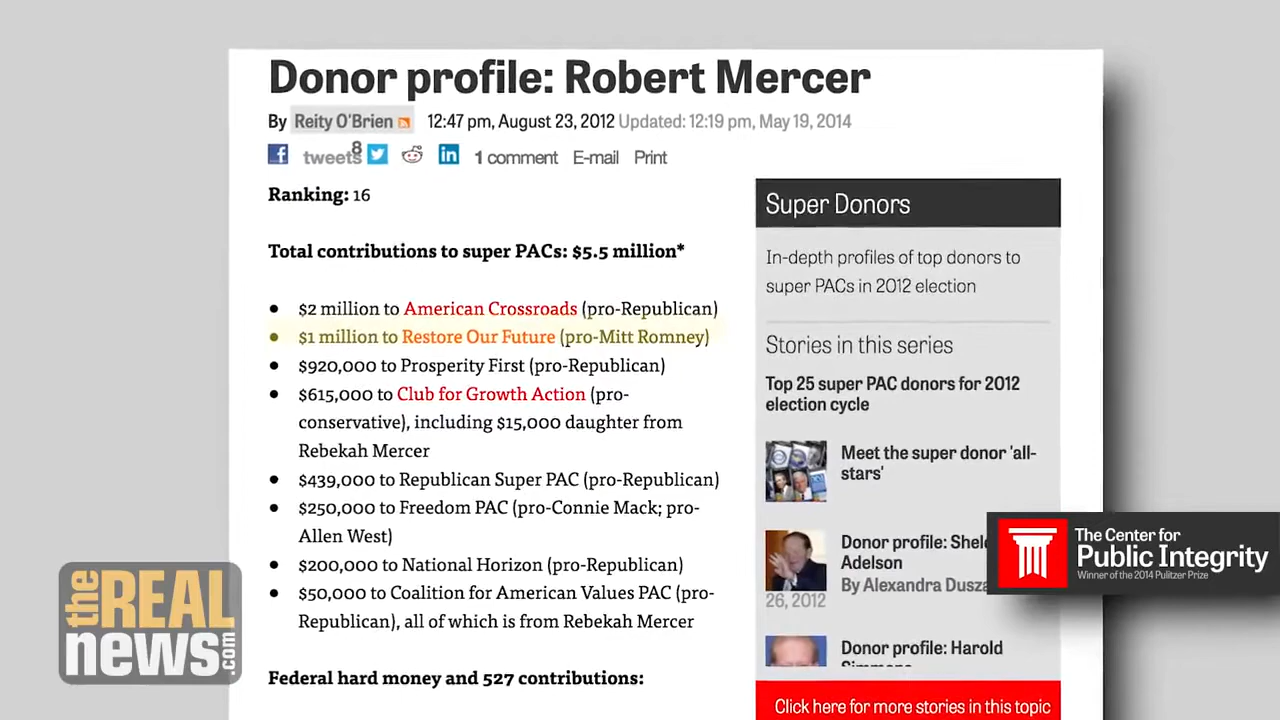 Donor profile: Robert Mercer
By Reity O'Brien 12:47 pm, August 23, 2012 Updated: 12:19 pm, May 19, 2014
tweets 8 1 comment E-mail Print
Ranking: 16
Total contributions to super PACs: $5.5 million*
● $2 million to American Crossroads (pro-Republican)
● $1 million to Restore Our Future (pro-Mitt Romney)
● $920,000 to Prosperity First (pro-Republican)
● $615,000 to Club for Growth Action (pro-
conservative), including $15,000 daughter from
Rebekah Mercer
● $439,000 to Republican Super PAC (pro-Republican)
● $250,000 to Freedom PAC (pro-Connie Mack; pro-
Allen West)
● $200,000 to National Horizon (pro-Republican)
● $50,000 to Coalition for American Values PAC (pro-
Republican), all of which is from Rebekah Mercer
Federal hard money and 527 contributions:
Super Donors
In-depth profiles of top donors to
super PACs in 2012 election
Stories in this series
Top 25 super PAC donors for 2012
election cycle
Meet the super donor 'all-
stars'
Donor profile: Shel
Adelson
By Alexandra Dusza
26, 2012
Donor profile: Harold
Simmons
Click here for more stories in this topic
The Center for
Public Integrity
Winner of the 2014 Pulitzer Prize
the REAL
news.com